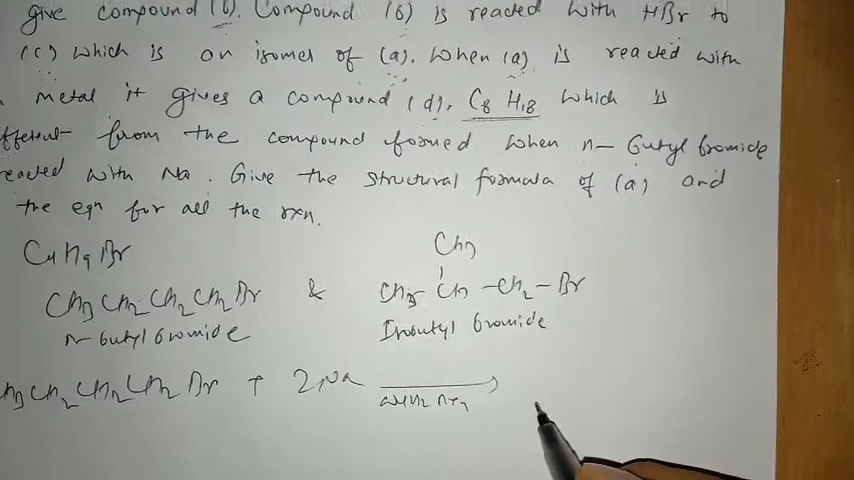 give compound (b). Compound (b) is reacted with HBr to
(c) which is an isomer of (a). When (a) is reacted with
metal it gives a compound (d), C8 H18 which is
fferent from the compound formed when n- butyl bromide
eacted with Na. Give the structural formula of (a) and
the eqn for all the rxn.
C4H9Br
CH3
CH3CH2CH2CH2Br & CH3-CH-CH2-Br
n-butyl bromide Isobutyl bromide
H3CH2CH2CH2Br + 2Na